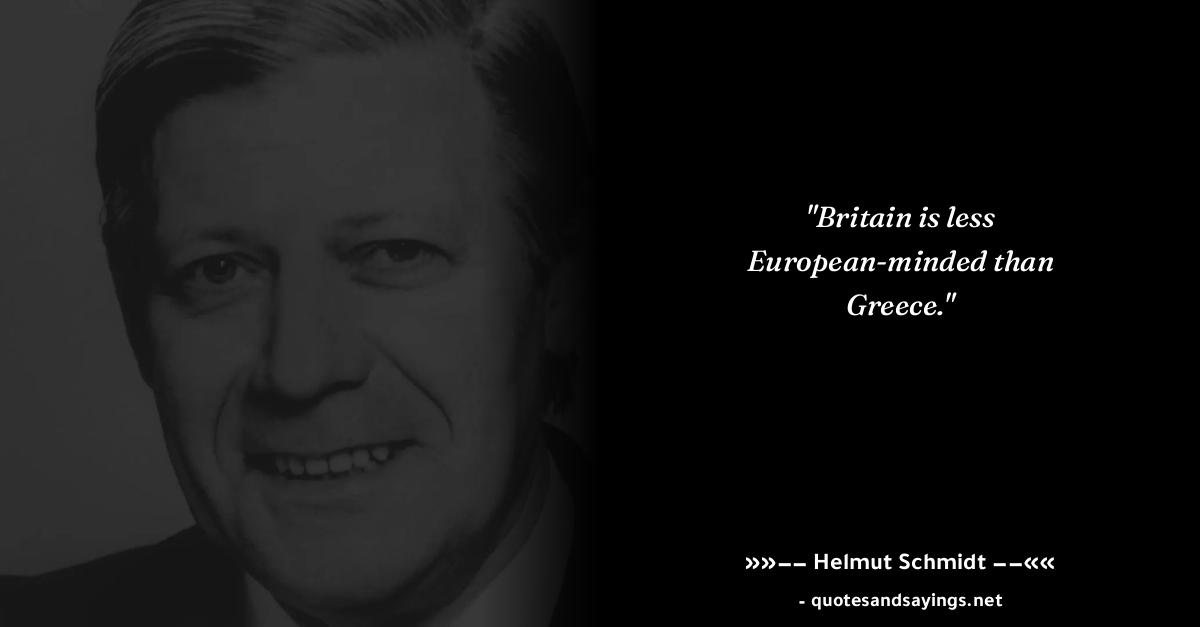 "Britain is less
European-minded than
Greece."
»»−− Helmut Schmidt −−««
- quotesandsayings.net